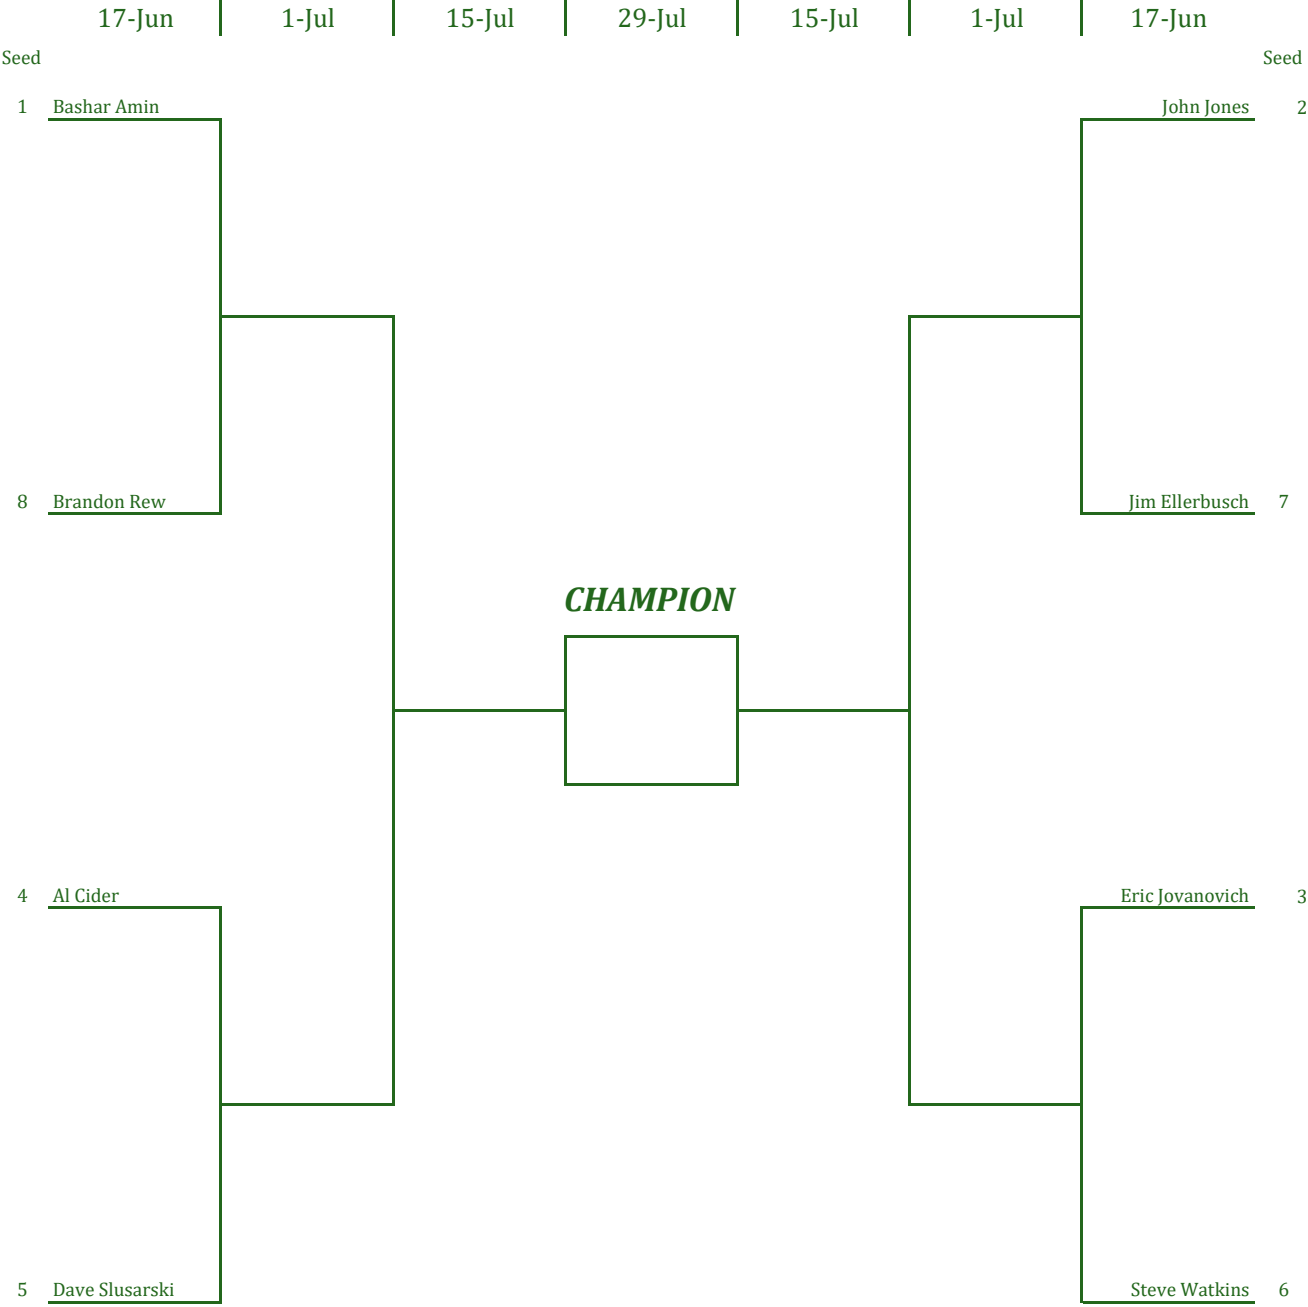 17-Jun 1-Jul 15-Jul 29-Jul 15-Jul 1-Jul 17-Jun
Seed Seed
1 Bashar Amin John Jones 2
8 Brandon Rew Jim Ellerbusch 7
CHAMPION
4 Al Cider Eric Jovanovich 3
5 Dave Slusarski Steve Watkins 6